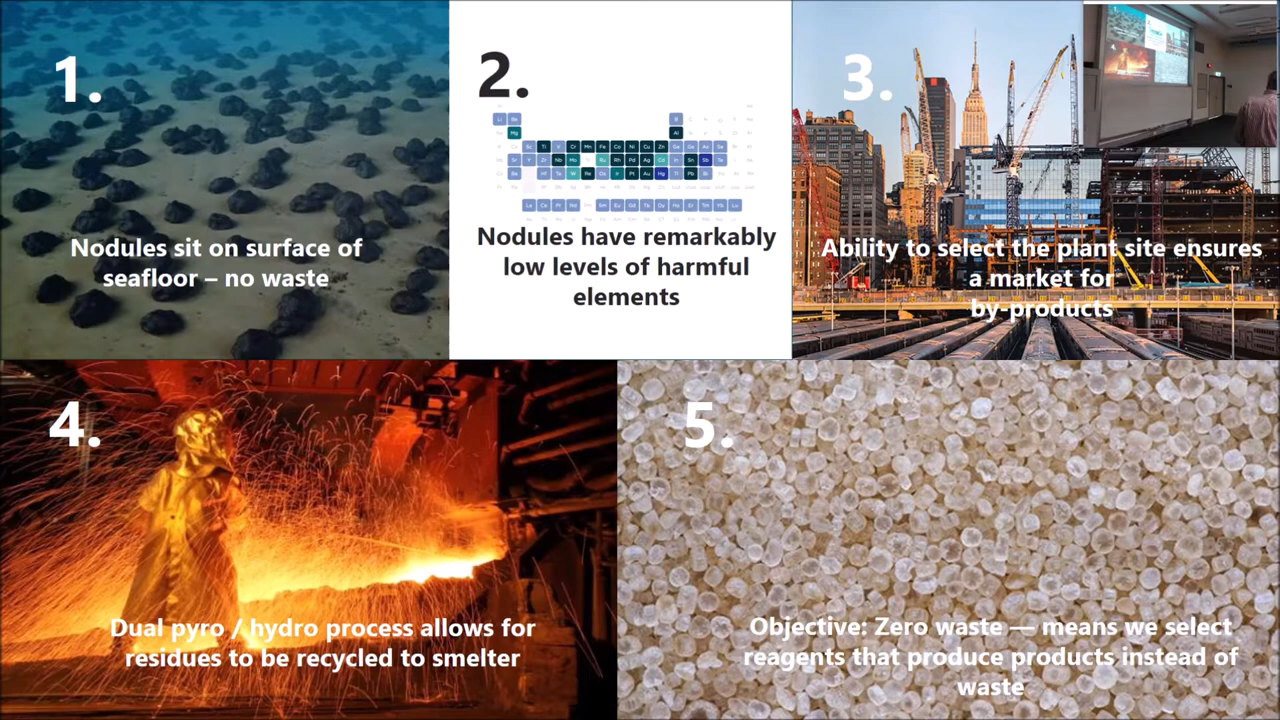 1.
Nodules sit on surface of
seafloor – no waste
2.
Nodules have remarkably
low levels of harmful
elements
3.
Ability to select the plant site ensures
a market for
by-products
4.
Dual pyro / hydro process allows for
residues to be recycled to smelter
5.
Objective: Zero waste — means we select
reagents that produce products instead of
waste